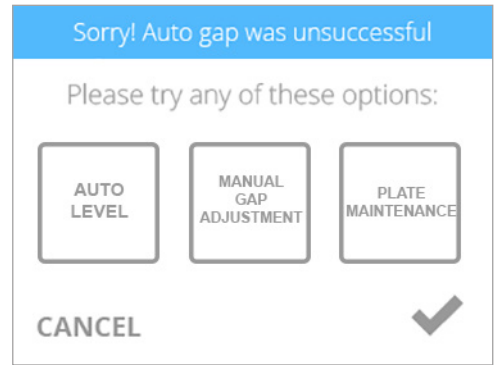 Sorry! Auto gap was unsuccessful
Please try any of these options:
AUTO
LEVEL
MANUAL
GAP
ADJUSTMENT
PLATE
MAINTENANCE
CANCEL